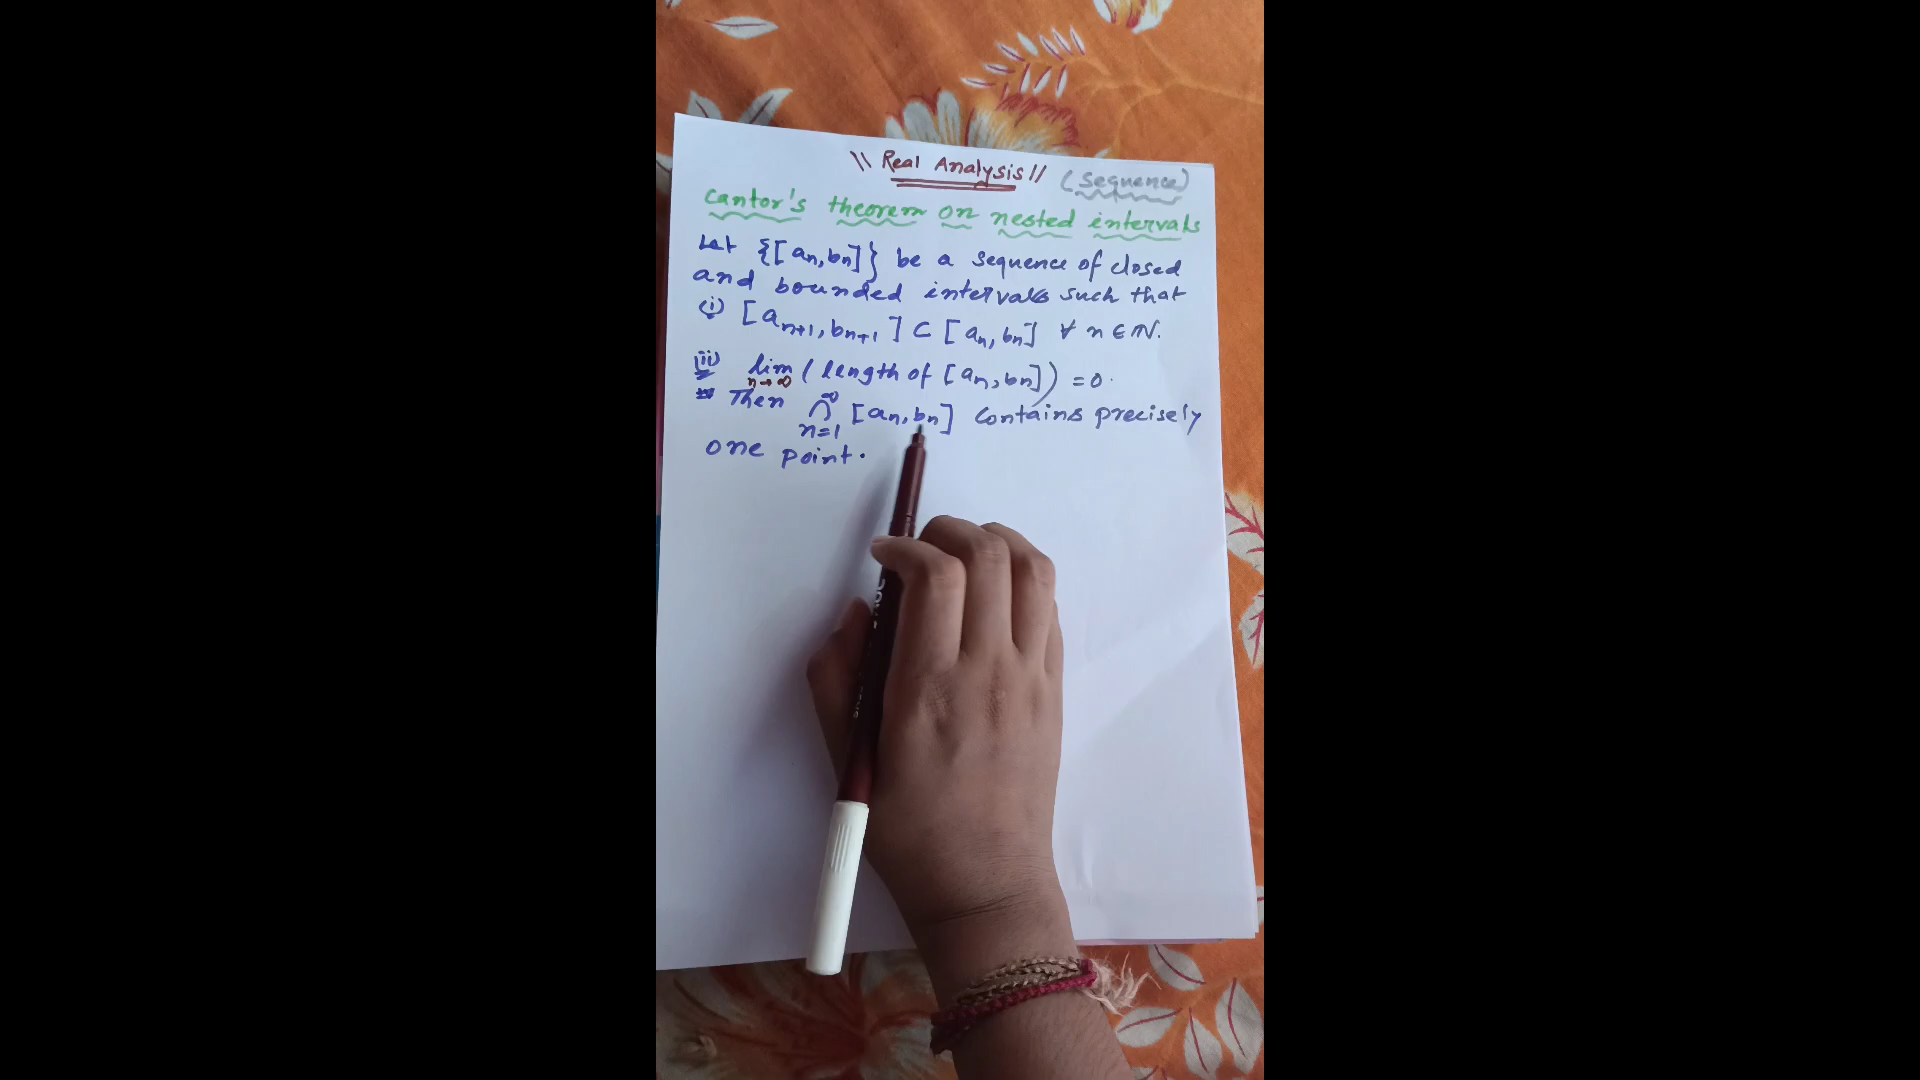 \\ Real Analysis // (sequence)
Cantor's theorem on nested intervals
Let {[an, bn]} be a sequence of closed
and bounded intervals such that
(i) [an+1, bn+1] ⊂ [an, bn] ∀ n ∈ N.
(ii) lim n→∞ (length of [an, bn]) = 0.
Then ∞ ∩ n=1 [an, bn] contains precisely
one point.